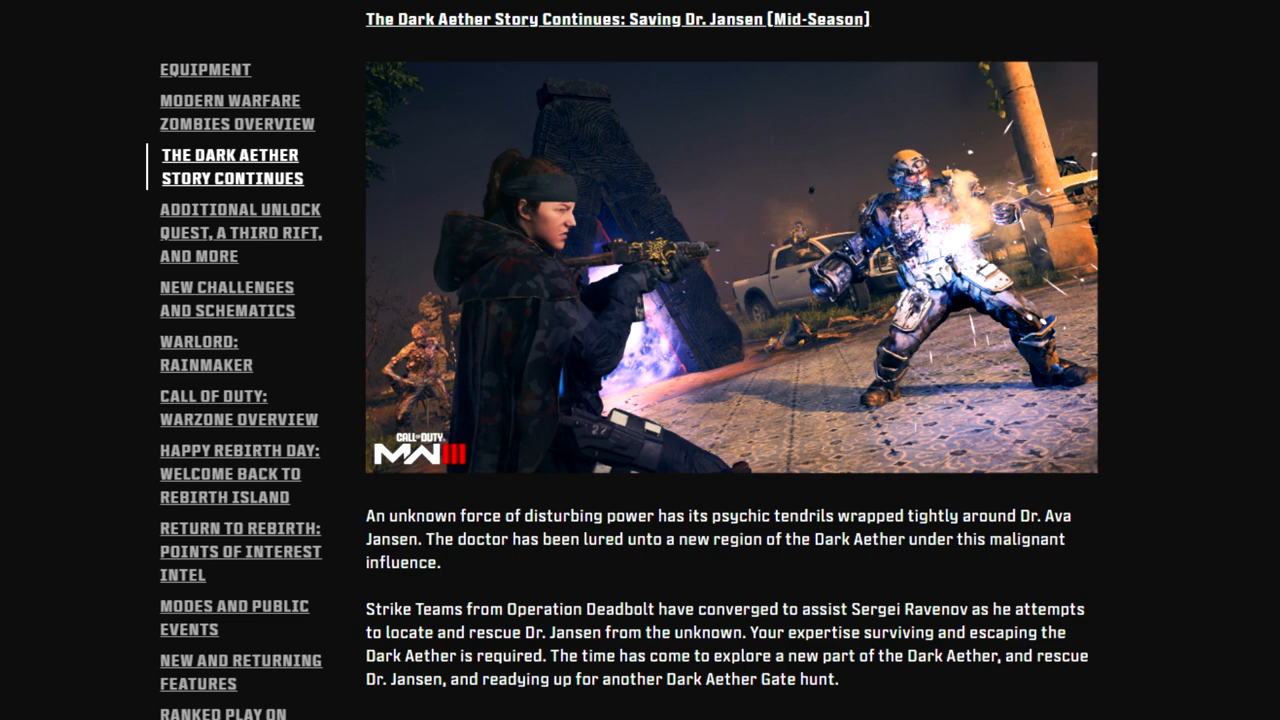 The Dark Aether Story Continues: Saving Dr. Jansen [Mid-Season]
EQUIPMENT
MODERN WARFARE
ZOMBIES OVERVIEW
THE DARK AETHER
STORY CONTINUES
ADDITIONAL UNLOCK
QUEST, A THIRD RIFT,
AND MORE
NEW CHALLENGES
AND SCHEMATICS
WARLORD:
RAINMAKER
CALL OF DUTY:
WARZONE OVERVIEW
HAPPY REBIRTH DAY:
WELCOME BACK TO
REBIRTH ISLAND
RETURN TO REBIRTH:
POINTS OF INTEREST
INTEL
MODES AND PUBLIC
EVENTS
NEW AND RETURNING
FEATURES
RANKED PLAY ON
CALL OF DUTY
MWIII
An unknown force of disturbing power has its psychic tendrils wrapped tightly around Dr. Ava
Jansen. The doctor has been lured unto a new region of the Dark Aether under this malignant
influence.
Strike Teams from Operation Deadbolt have converged to assist Sergei Ravenov as he attempts
to locate and rescue Dr. Jansen from the unknown. Your expertise surviving and escaping the
Dark Aether is required. The time has come to explore a new part of the Dark Aether, and rescue
Dr. Jansen, and readying up for another Dark Aether Gate hunt.